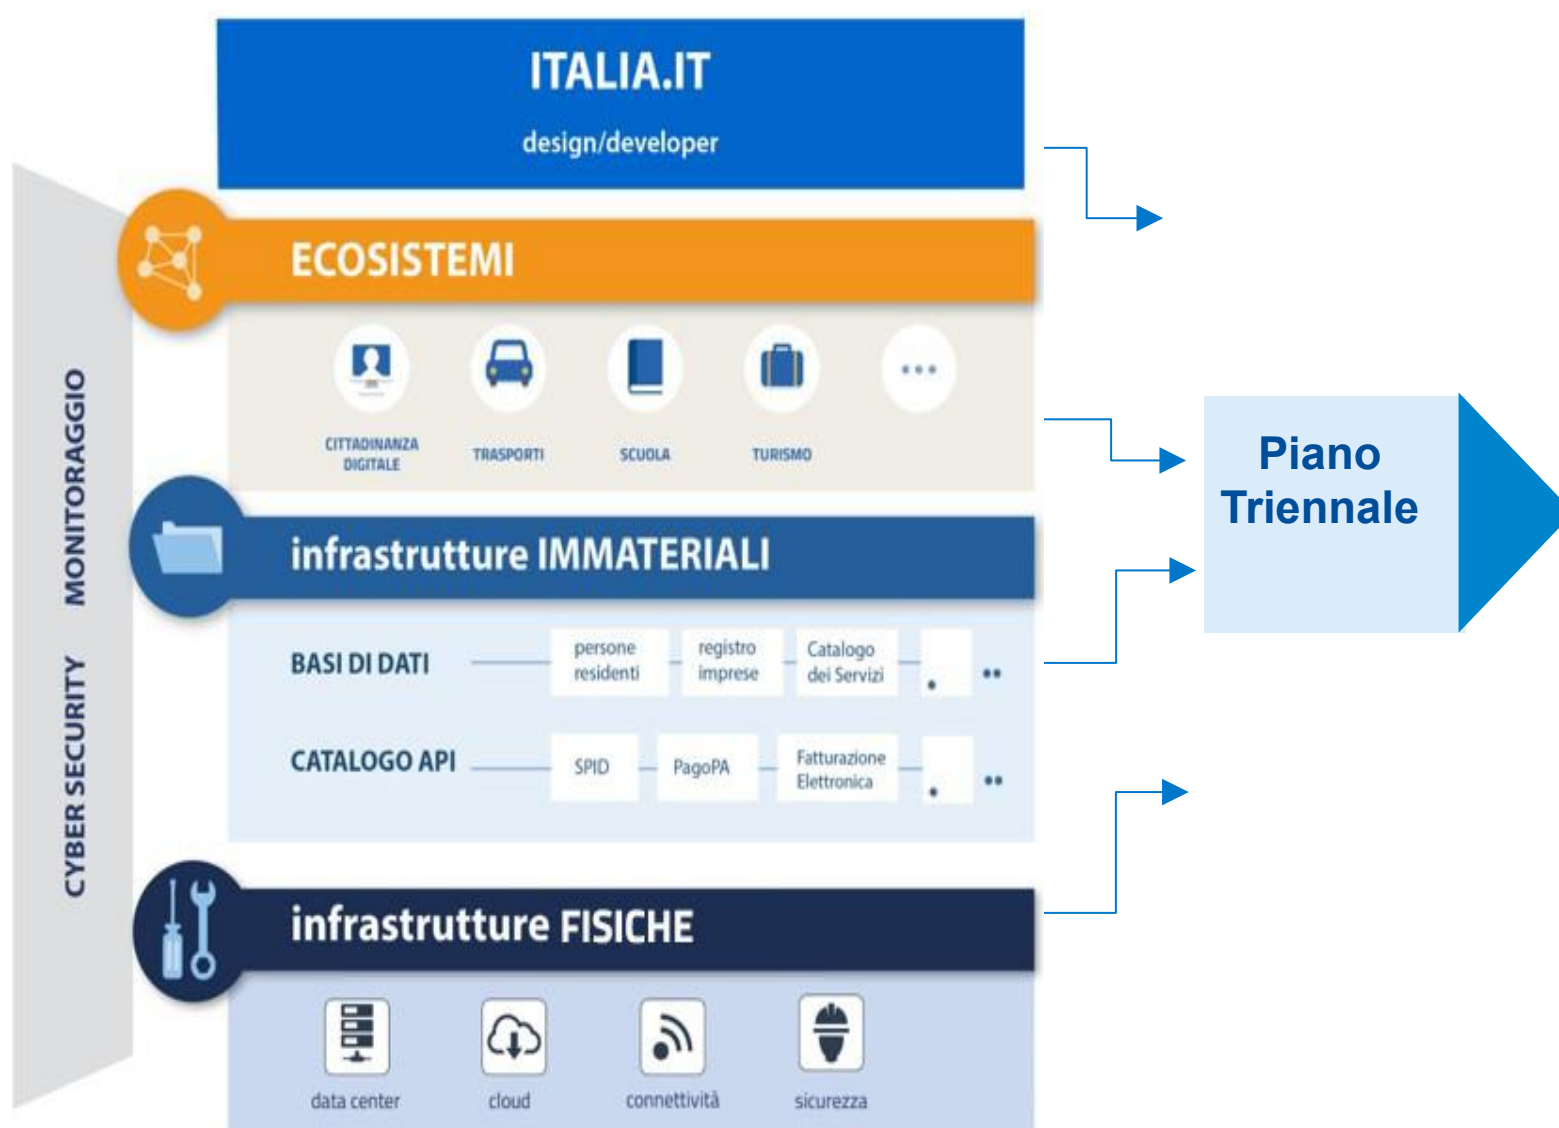 ITALIA.IT
design/developer
ECOSISTEMI
CITTADINANZA
DIGITALE
TRASPORTI
SCUOLA
TURISMO
infrastrutture IMMATERIALI
BASI DI DATI
persone
residenti
registro
imprese
Catalogo
dei Servizi
CATALOGO API
SPID
PagoPA
Fatturazione
Elettronica
infrastrutture FISICHE
data center
cloud
connettività
sicurezza
CYBER SECURITY MONITORAGGIO
Piano
Triennale